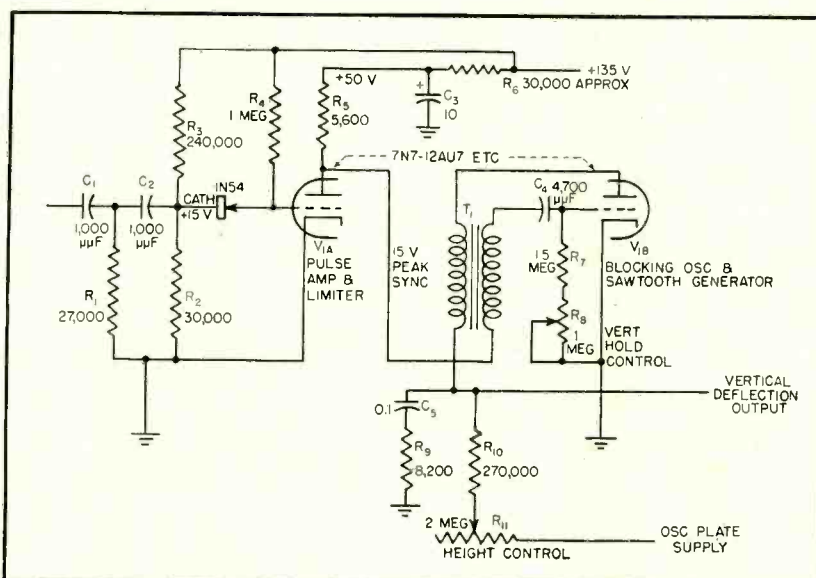 +135 V
R6 30,000
APPROX
+50 V
+
C3
10
R4
1 MEG
R5
5,600
R3
240,000
7N7-12AU7 ETC
C1
1,000
μμF
C2
1,000
μμF
CATH
+15 V
1N54
V1A
PULSE
AMP &
LIMITER
15 V
PEAK
SYNC
T1
C4 4,700
μμF
V1B
BLOCKING OSC &
SAWTOOTH GENERATOR
1.5
MEG
R7
R8
1
MEG
VERT
HOLD
CONTROL
R1
27,000
R2
30,000
VERTICAL
DEFLECTION
OUTPUT
0.1
C5
R9
8,200
R10
270,000
2 MEG
R11
HEIGHT CONTROL
OSC PLATE
SUPPLY